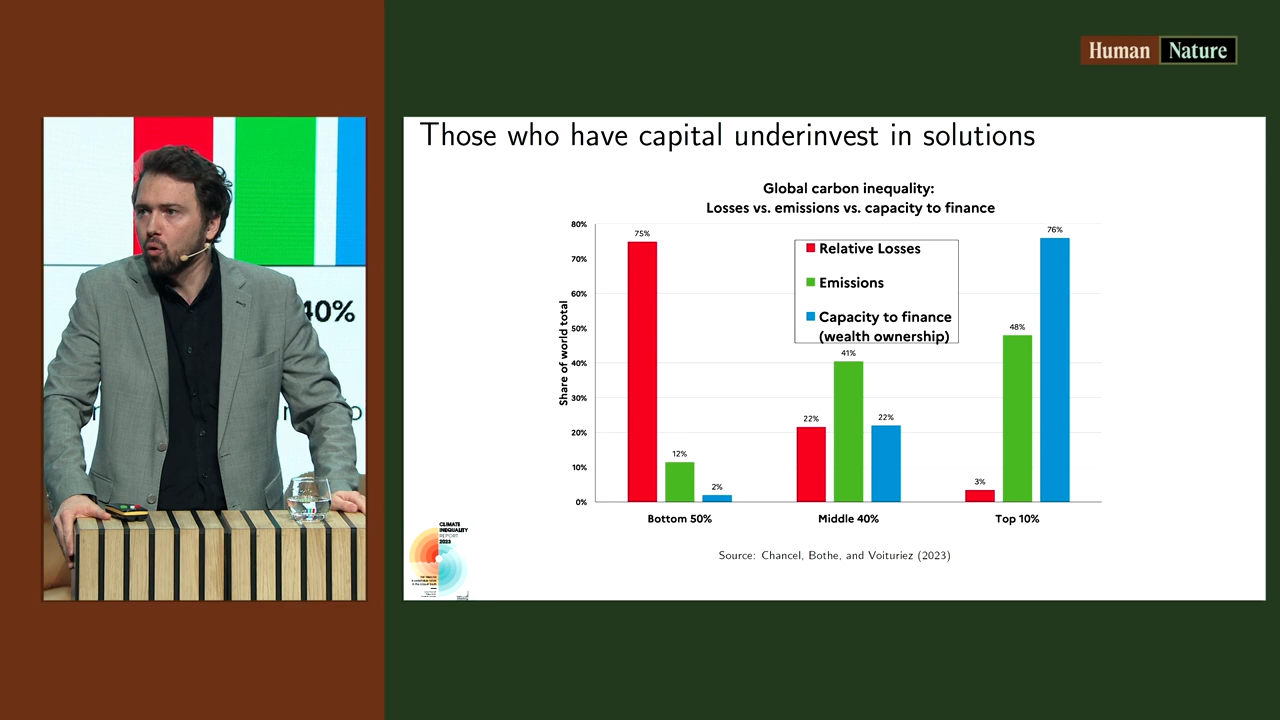 Human Nature
Those who have capital underinvest in solutions
Global carbon inequality:
Losses vs. emissions vs. capacity to finance
Share of world total
80%
70%
60%
50%
40%
30%
20%
10%
0%
Relative Losses
Emissions
Capacity to finance
(wealth ownership)
75%
12%
2%
22%
41%
22%
3%
48%
76%
Bottom 50%
Middle 40%
Top 10%
Source: Chancel, Bothe, and Voituriez (2023)
CLIMATE
INEQUALITY
REPORT
2023
40%